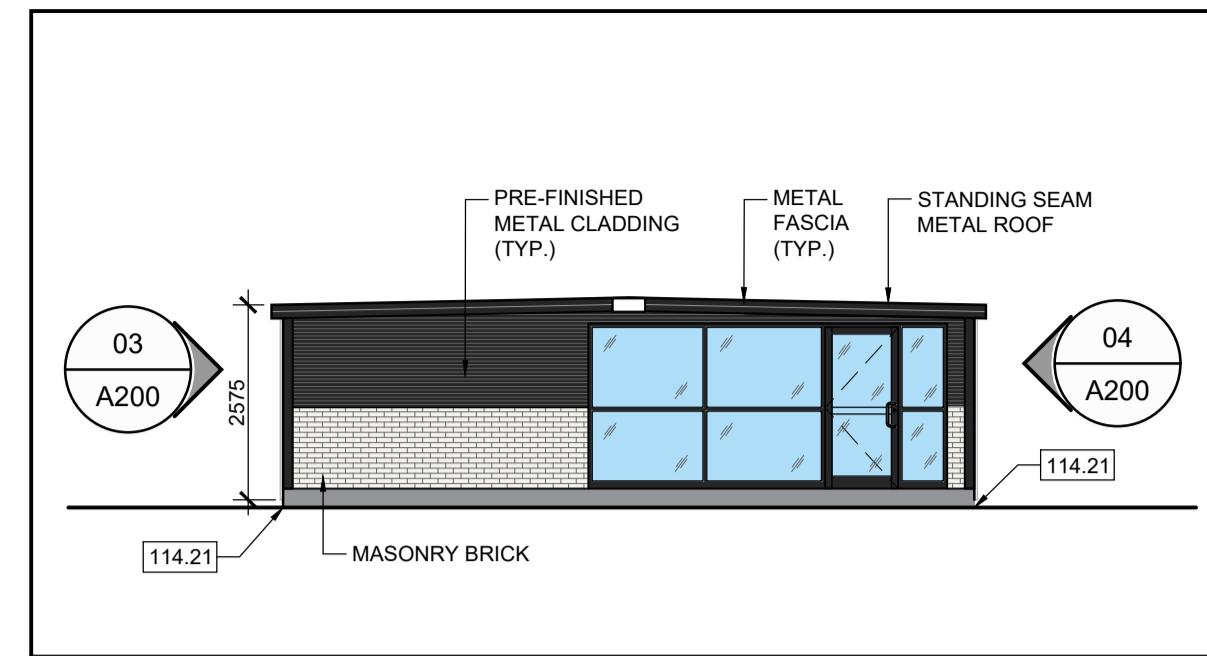 PRE-FINISHED
METAL CLADDING
(TYP.)
METAL
FASCIA
(TYP.)
STANDING SEAM
METAL ROOF
03
A200
2575
04
A200
114.21
114.21
MASONRY BRICK